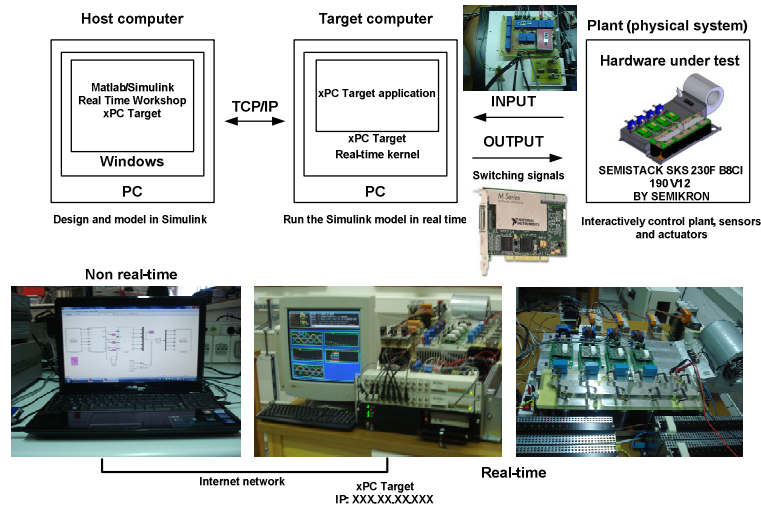 Host computer
Target computer
Plant (physical system)
Matlab/Simulink
Real Time Workshop
xPC Target
Windows
PC
Design and model in Simulink
TCP/IP
xPC Target application
xPC Target
Real-time kernel
PC
Run the Simulink model in real time
INPUT
OUTPUT
Switching signals
M Series
NATIONAL
INSTRUMENTS
Hardware under test
SEMISTACK SKS 230F B8CI
190 V12
BY SEMIKRON
Interactively control plant, sensors
and actuators
Non real-time
Internet network
Real-time
xPC Target
IP: XXX.XX.XX.XXX